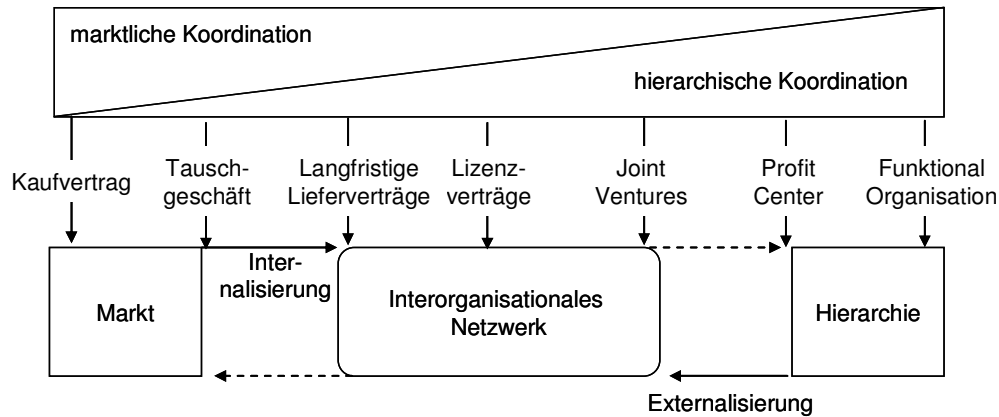 marktliche Koordination
hierarchische Koordination
Kaufvertrag
Tausch-
geschäft
Langfristige
Lieferverträge
Lizenz-
verträge
Joint
Ventures
Profit
Center
Funktional
Organisation
Inter-
nalisierung
Markt
Interorganisationales
Netzwerk
Hierarchie
Externalisierung